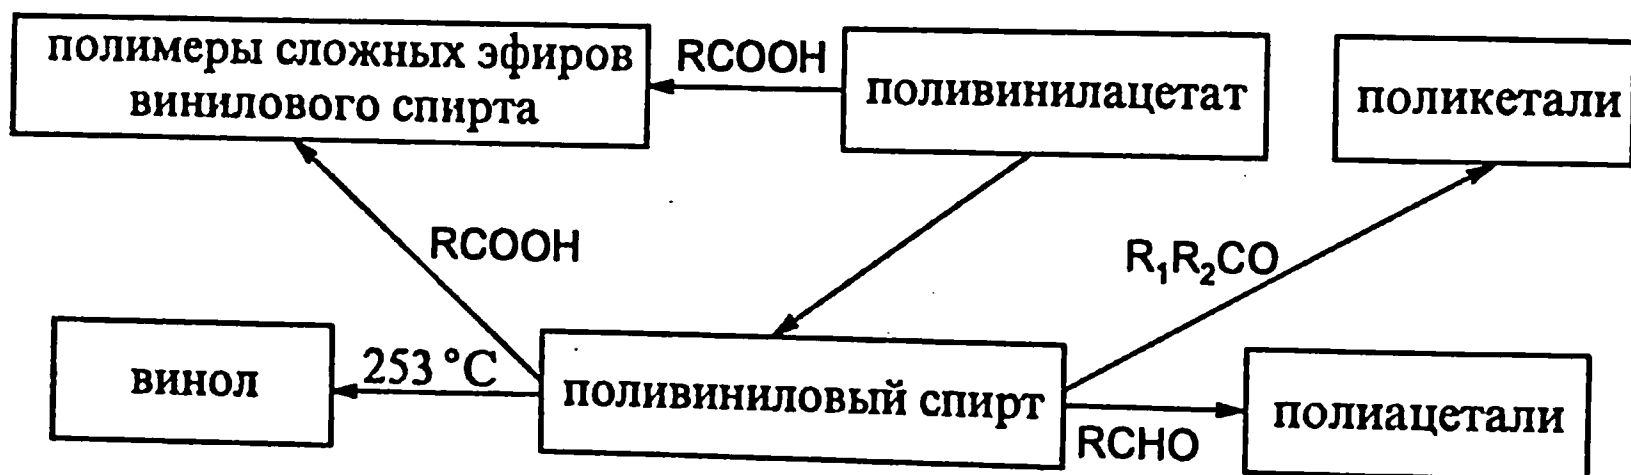 полимеры сложных эфиров
винилового спирта
RCOOH
поливинилацетат
поликетали
RCOOH
R₁R₂CO
винол
253 °C
поливиниловый спирт
RCHO
полиацетали